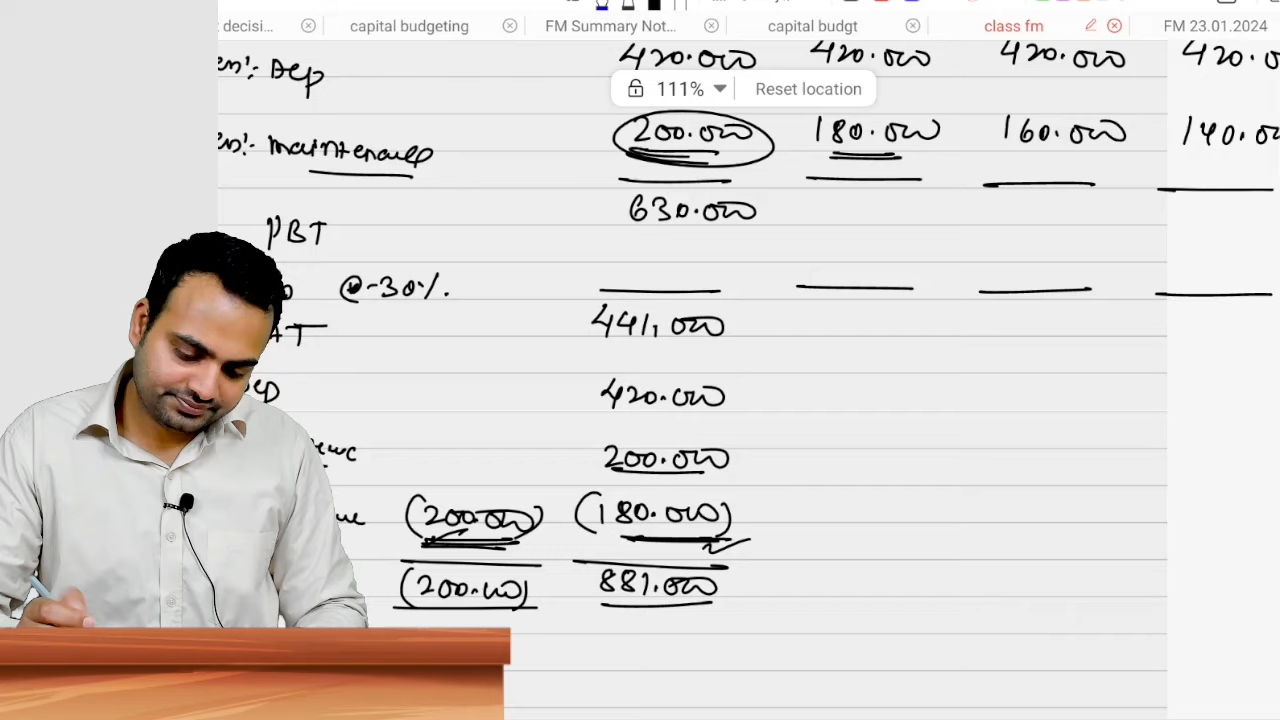 t decisi... capital budgeting FM Summary Not... capital budgt class fm FM 23.01.2024
Dep 420.000 420.000 420.000 420.0
111% Reset location
maintenance 200.000 180.000 160.000 140.00
PBT 630.000
@-30%.
AT 441,000
ep 420.000
200.000
(200.000) (180.000)
(200.000) 881.000